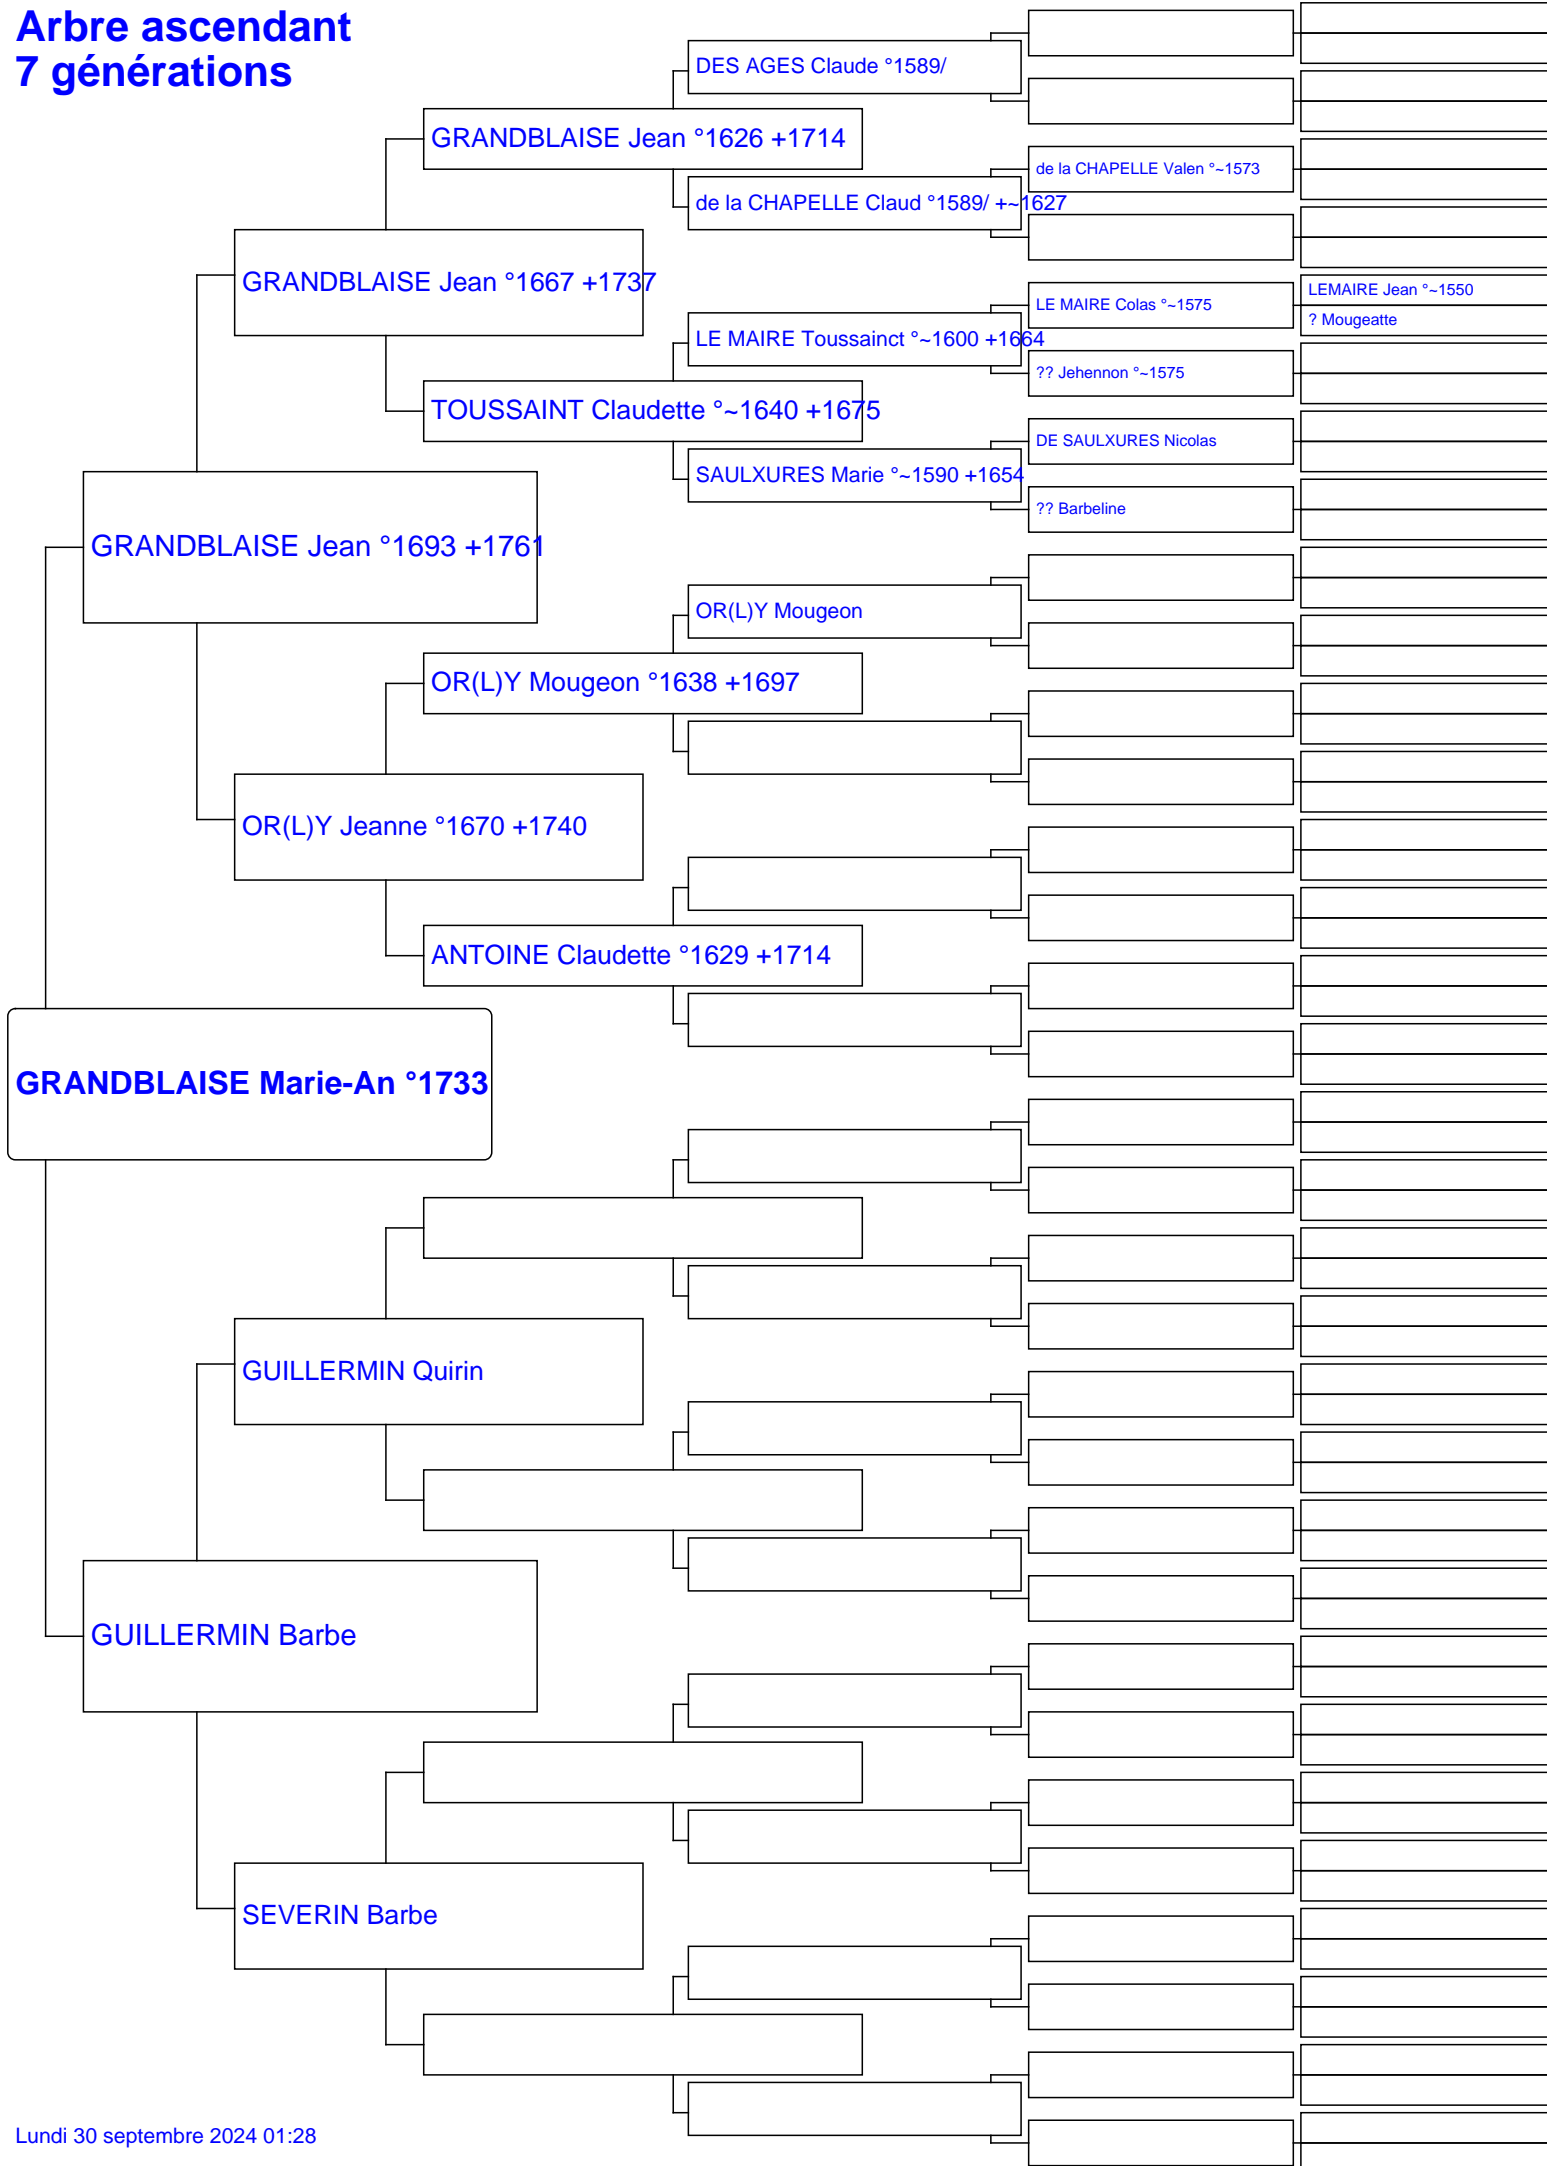 Arbre ascendant
7 générations
DES AGES Claude °1589/
GRANDBLAISE Jean °1626 +1714
de la CHAPELLE Valen °~1573
de la CHAPELLE Claud °1589/ +~1627
GRANDBLAISE Jean °1667 +1737
LEMAIRE Jean °~1550
LE MAIRE Colas °~1575
? Mougeatte
LE MAIRE Toussainct °~1600 +1664
?? Jehennon °~1575
TOUSSAINT Claudette °~1640 +1675
DE SAULXURES Nicolas
SAULXURES Marie °~1590 +1654
?? Barbeline
GRANDBLAISE Jean °1693 +1761
OR(L)Y Mougeon
OR(L)Y Mougeon °1638 +1697
OR(L)Y Jeanne °1670 +1740
ANTOINE Claudette °1629 +1714
GRANDBLAISE Marie-An °1733
GUILLERMIN Quirin
GUILLERMIN Barbe
SEVERIN Barbe
Lundi 30 septembre 2024 01:28